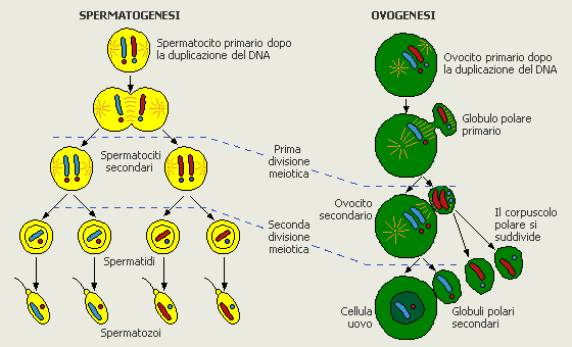 SPERMATOGENESI
Spermatocito primario dopo
la duplicazione del DNA
Spermatociti
secondari
Spermatidi
Spermatozoi
Prima
divisione
meiotica
Seconda
divisione
meiotica
OVOGENESI
Ovocito primario dopo
la duplicazione del DNA
Globulo polare
primario
Ovocito
secondario
Il corpuscolo
polare si
suddivide
Cellula
uovo
Globuli polari
secondari